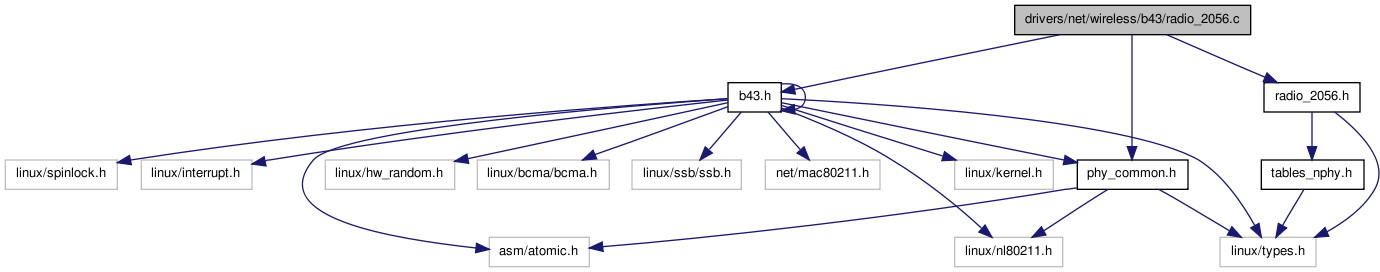 drivers/net/wireless/b43/radio_2056.c
b43.h
radio_2056.h
linux/spinlock.h
linux/interrupt.h
linux/hw_random.h
linux/bcma/bcma.h
linux/ssb/ssb.h
net/mac80211.h
linux/kernel.h
phy_common.h
tables_nphy.h
asm/atomic.h
linux/nl80211.h
linux/types.h